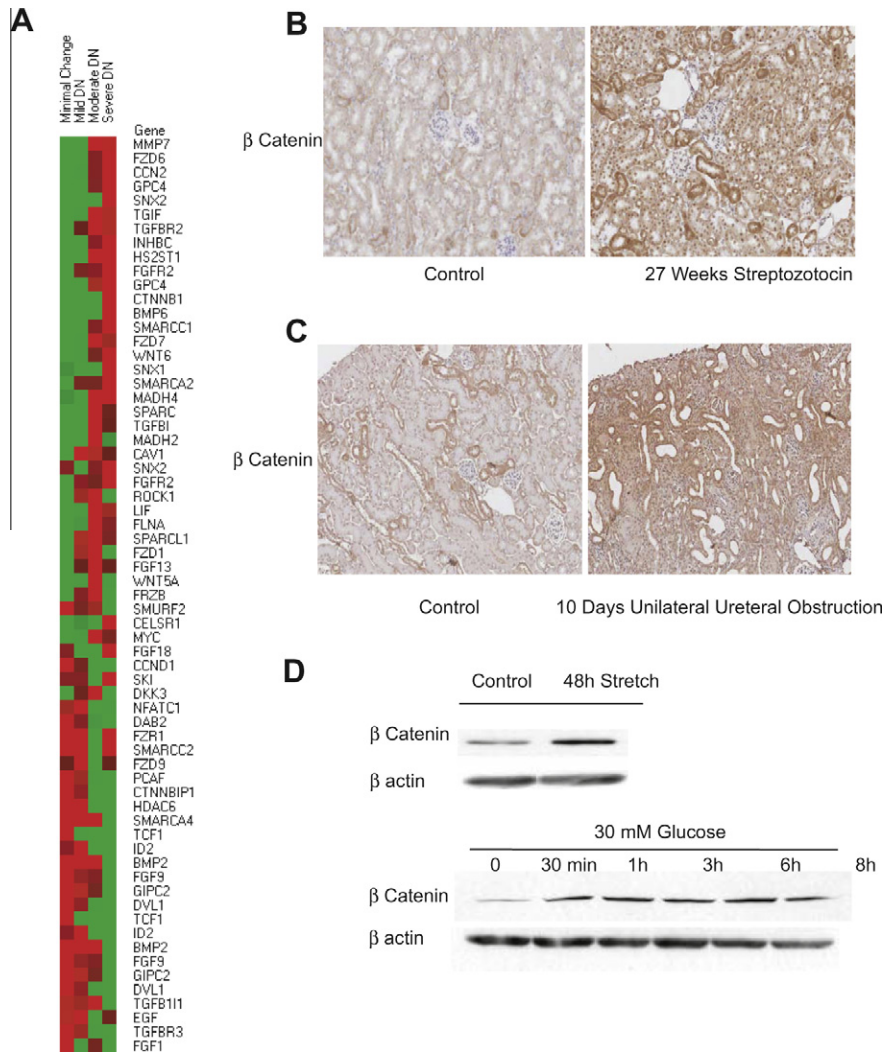 A
Minimal Change
Mild DN
Moderate DN
Severe DN
Gene
MMP7
FZD6
CCN2
GPC4
SNX2
TGIF
TGFBR2
INHBC
HS2ST1
FGFR2
GPC4
CTNNB1
BMP6
SMARCC1
FZD7
WNT6
SNX1
SMARCA2
MADH4
SPARC
TGFBI
MADH2
CAV1
SNX2
FGFR2
ROCK1
LIF
FLNA
SPARCL1
FZD1
FGF13
WNT5A
FRZB
SMURF2
CELSR1
MYC
FGF18
CCND1
SKI
DKK3
NFATC1
DAB2
FZR1
SMARCC2
FZD9
PCAF
CTNNBIP1
HDAC6
SMARCA4
TCF1
ID2
BMP2
FGF9
GIPC2
DVL1
TCF1
ID2
BMP2
FGF9
GIPC2
DVL1
TGFB1I1
EGF
TGFBR3
FGF1
B
β Catenin
Control
27 Weeks Streptozotocin
C
β Catenin
Control
10 Days Unilateral Ureteral Obstruction
D
Control 48h Stretch
β Catenin
β actin
30 mM Glucose
0 30 min 1h 3h 6h 8h
β Catenin
β actin